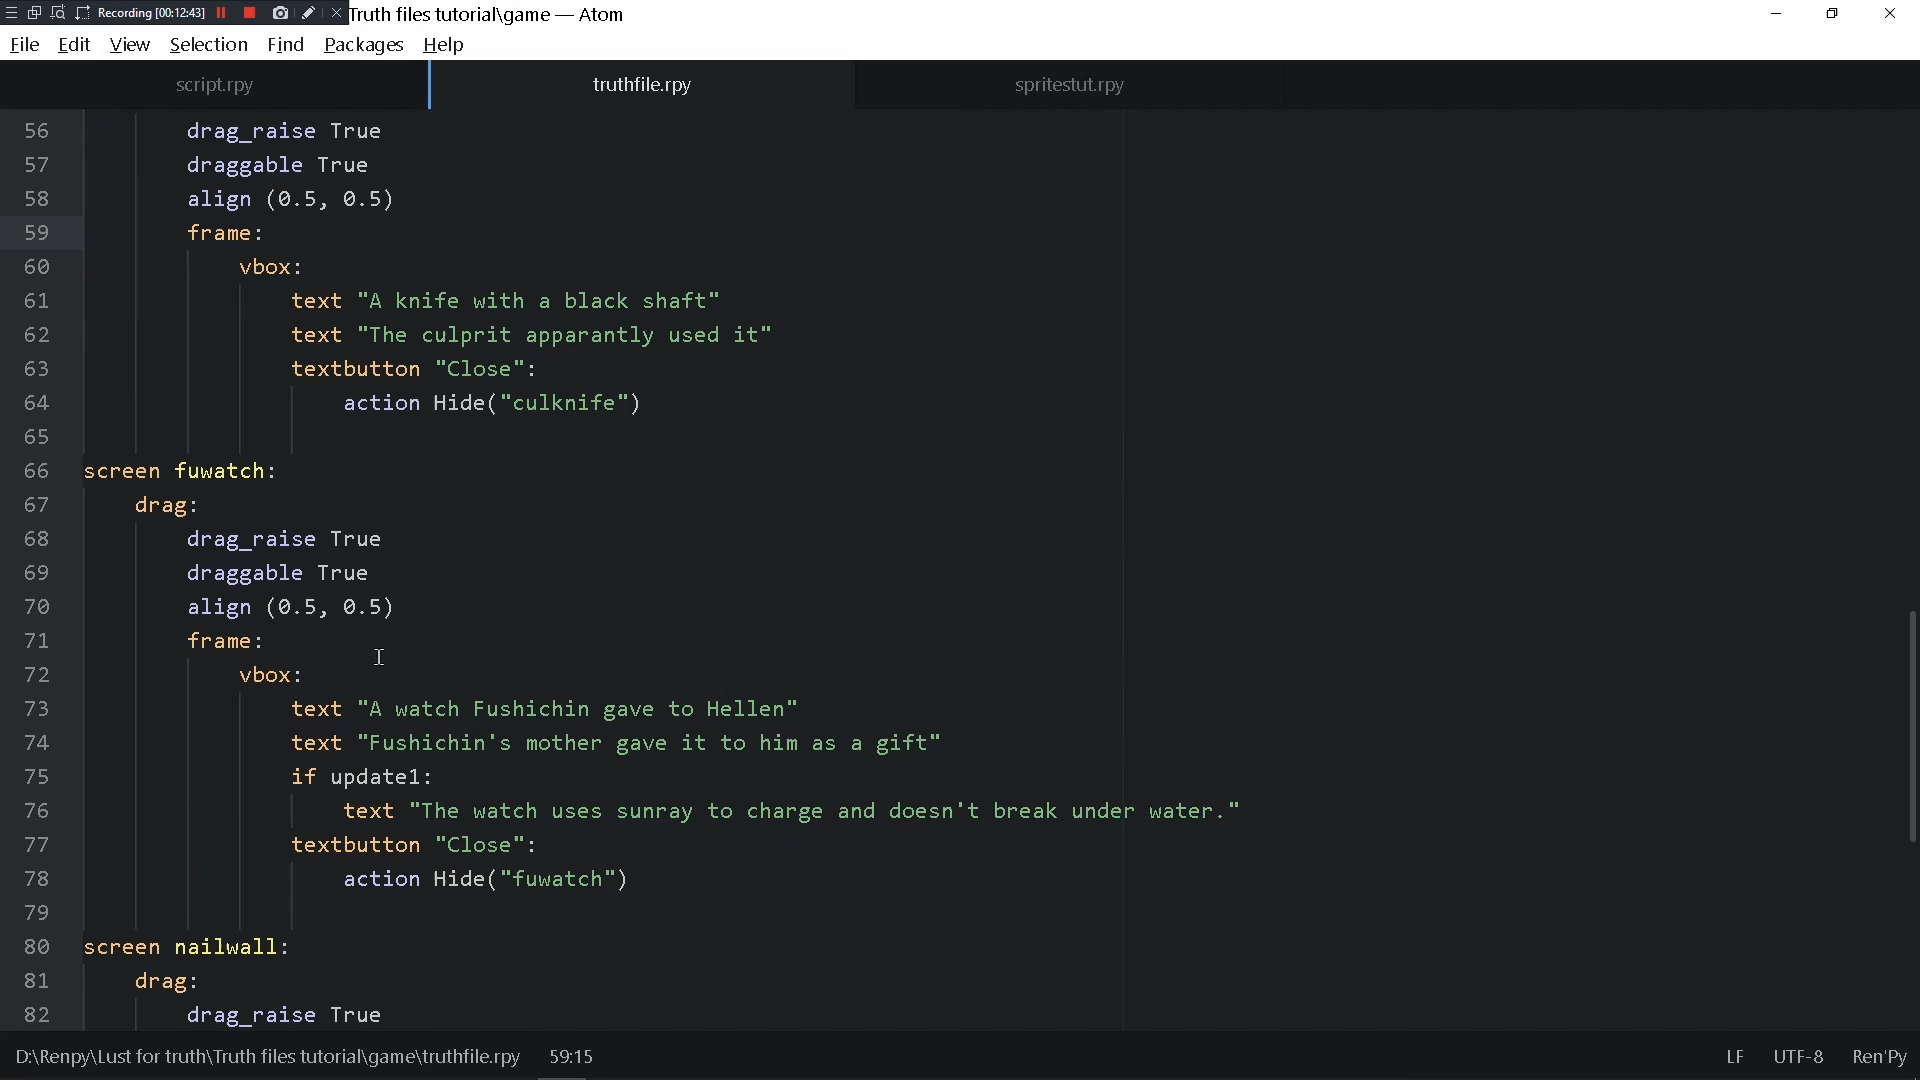 Recording [00:12:43] Truth files tutorial\game — Atom
File Edit View Selection Find Packages Help
script.rpy truthfile.rpy spritestut.rpy
56 drag_raise True
57 draggable True
58 align (0.5, 0.5)
59 frame:
60 vbox:
61 text "A knife with a black shaft"
62 text "The culprit apparantly used it"
63 textbutton "Close":
64 action Hide("culknife")
65
66 screen fuwatch:
67 drag:
68 drag_raise True
69 draggable True
70 align (0.5, 0.5)
71 frame:
72 vbox:
73 text "A watch Fushichin gave to Hellen"
74 text "Fushichin's mother gave it to him as a gift"
75 if update1:
76 text "The watch uses sunray to charge and doesn't break under water."
77 textbutton "Close":
78 action Hide("fuwatch")
79
80 screen nailwall:
81 drag:
82 drag_raise True
D:\Renpy\Lust for truth\Truth files tutorial\game\truthfile.rpy 59:15 LF UTF-8 Ren'Py